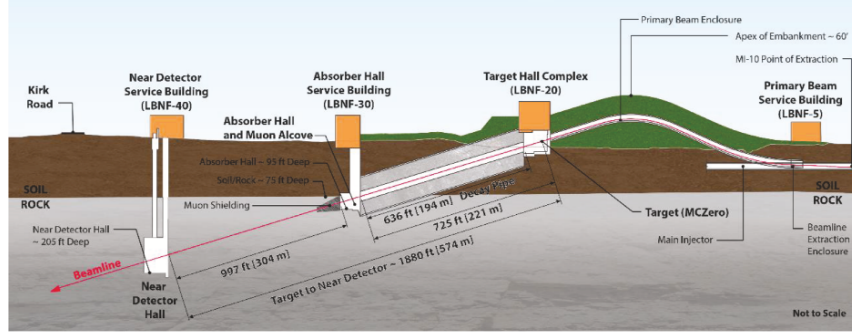 Primary Beam Enclosure
Apex of Embankment ~ 60'
MI-10 Point of Extraction
Near Detector
Service Building
(LBNF-40)
Absorber Hall
Service Building
(LBNF-30)
Target Hall Complex
(LBNF-20)
Primary Beam
Service Building
(LBNF-5)
Kirk
Road
Absorber Hall
and Muon Alcove
Absorber Hall ~ 95 ft Deep
Soil/Rock ~ 75 ft Deep
Muon Shielding
SOIL
ROCK
SOIL
ROCK
636 ft [194 m] Decay Pipe
725 ft [221 m]
Target (MCZero)
Main Injector
Beamline
Extraction
Enclosure
Near Detector Hall
~ 205 ft Deep
Beamline
997 ft [304 m]
Target to Near Detector ~ 1880 ft [574 m]
Near
Detector
Hall
Not to Scale